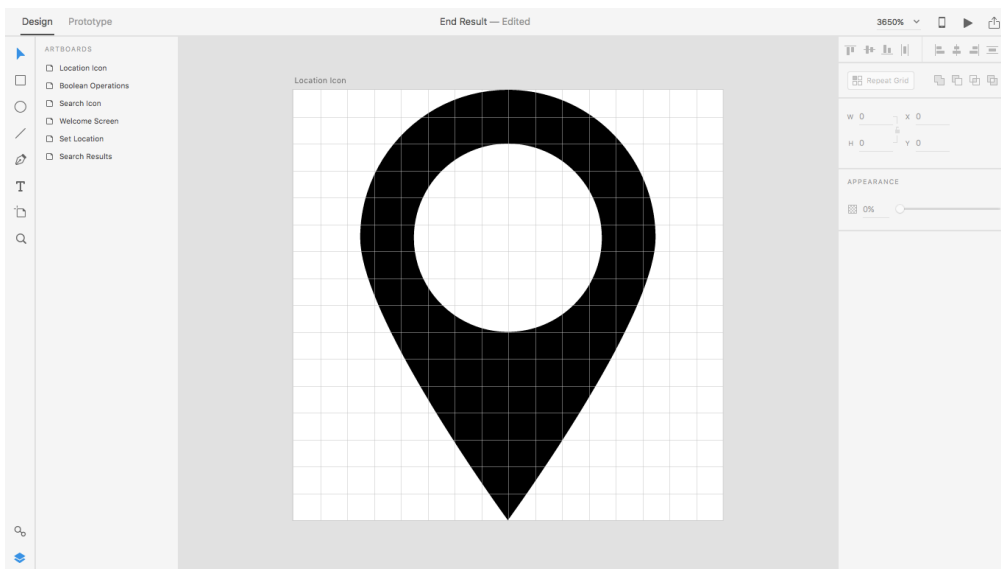 Design Prototype End Result — Edited 3650%
ARTBOARDS
Location Icon
Boolean Operations
Search Icon
Welcome Screen
Set Location
Search Results
T
Location Icon
Repeat Grid
W 0 X 0
H 0 Y 0
APPEARANCE
0%